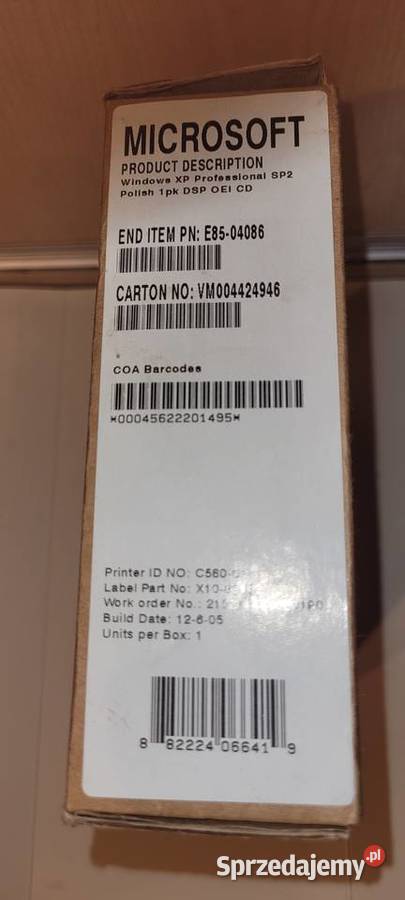 MICROSOFT
PRODUCT DESCRIPTION
Windows XP Professional SP2
Polish 1pk DSP OEI CD
END ITEM PN: E85-04086
CARTON NO: VM004424946
COA Barcodes
*00045622201495*
Printer ID NO: C560-
Label Part No: X10-
Work order No.:
Build Date: 12-6-05
Units per Box: 1
8 82224 06641 9
Sprzedajemy.pl